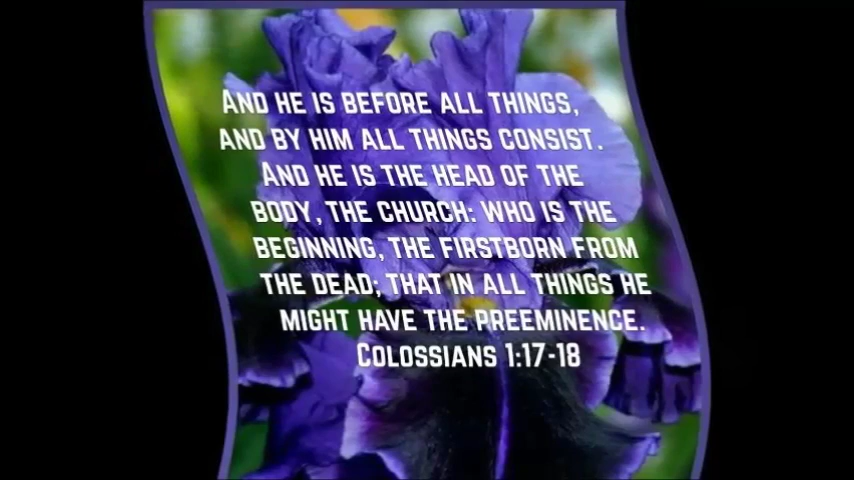 And he is before all things,
and by him all things consist.
And he is the head of the
body, the church: who is the
beginning, the firstborn from
the dead; that in all things he
might have the preeminence.
Colossians 1:17-18